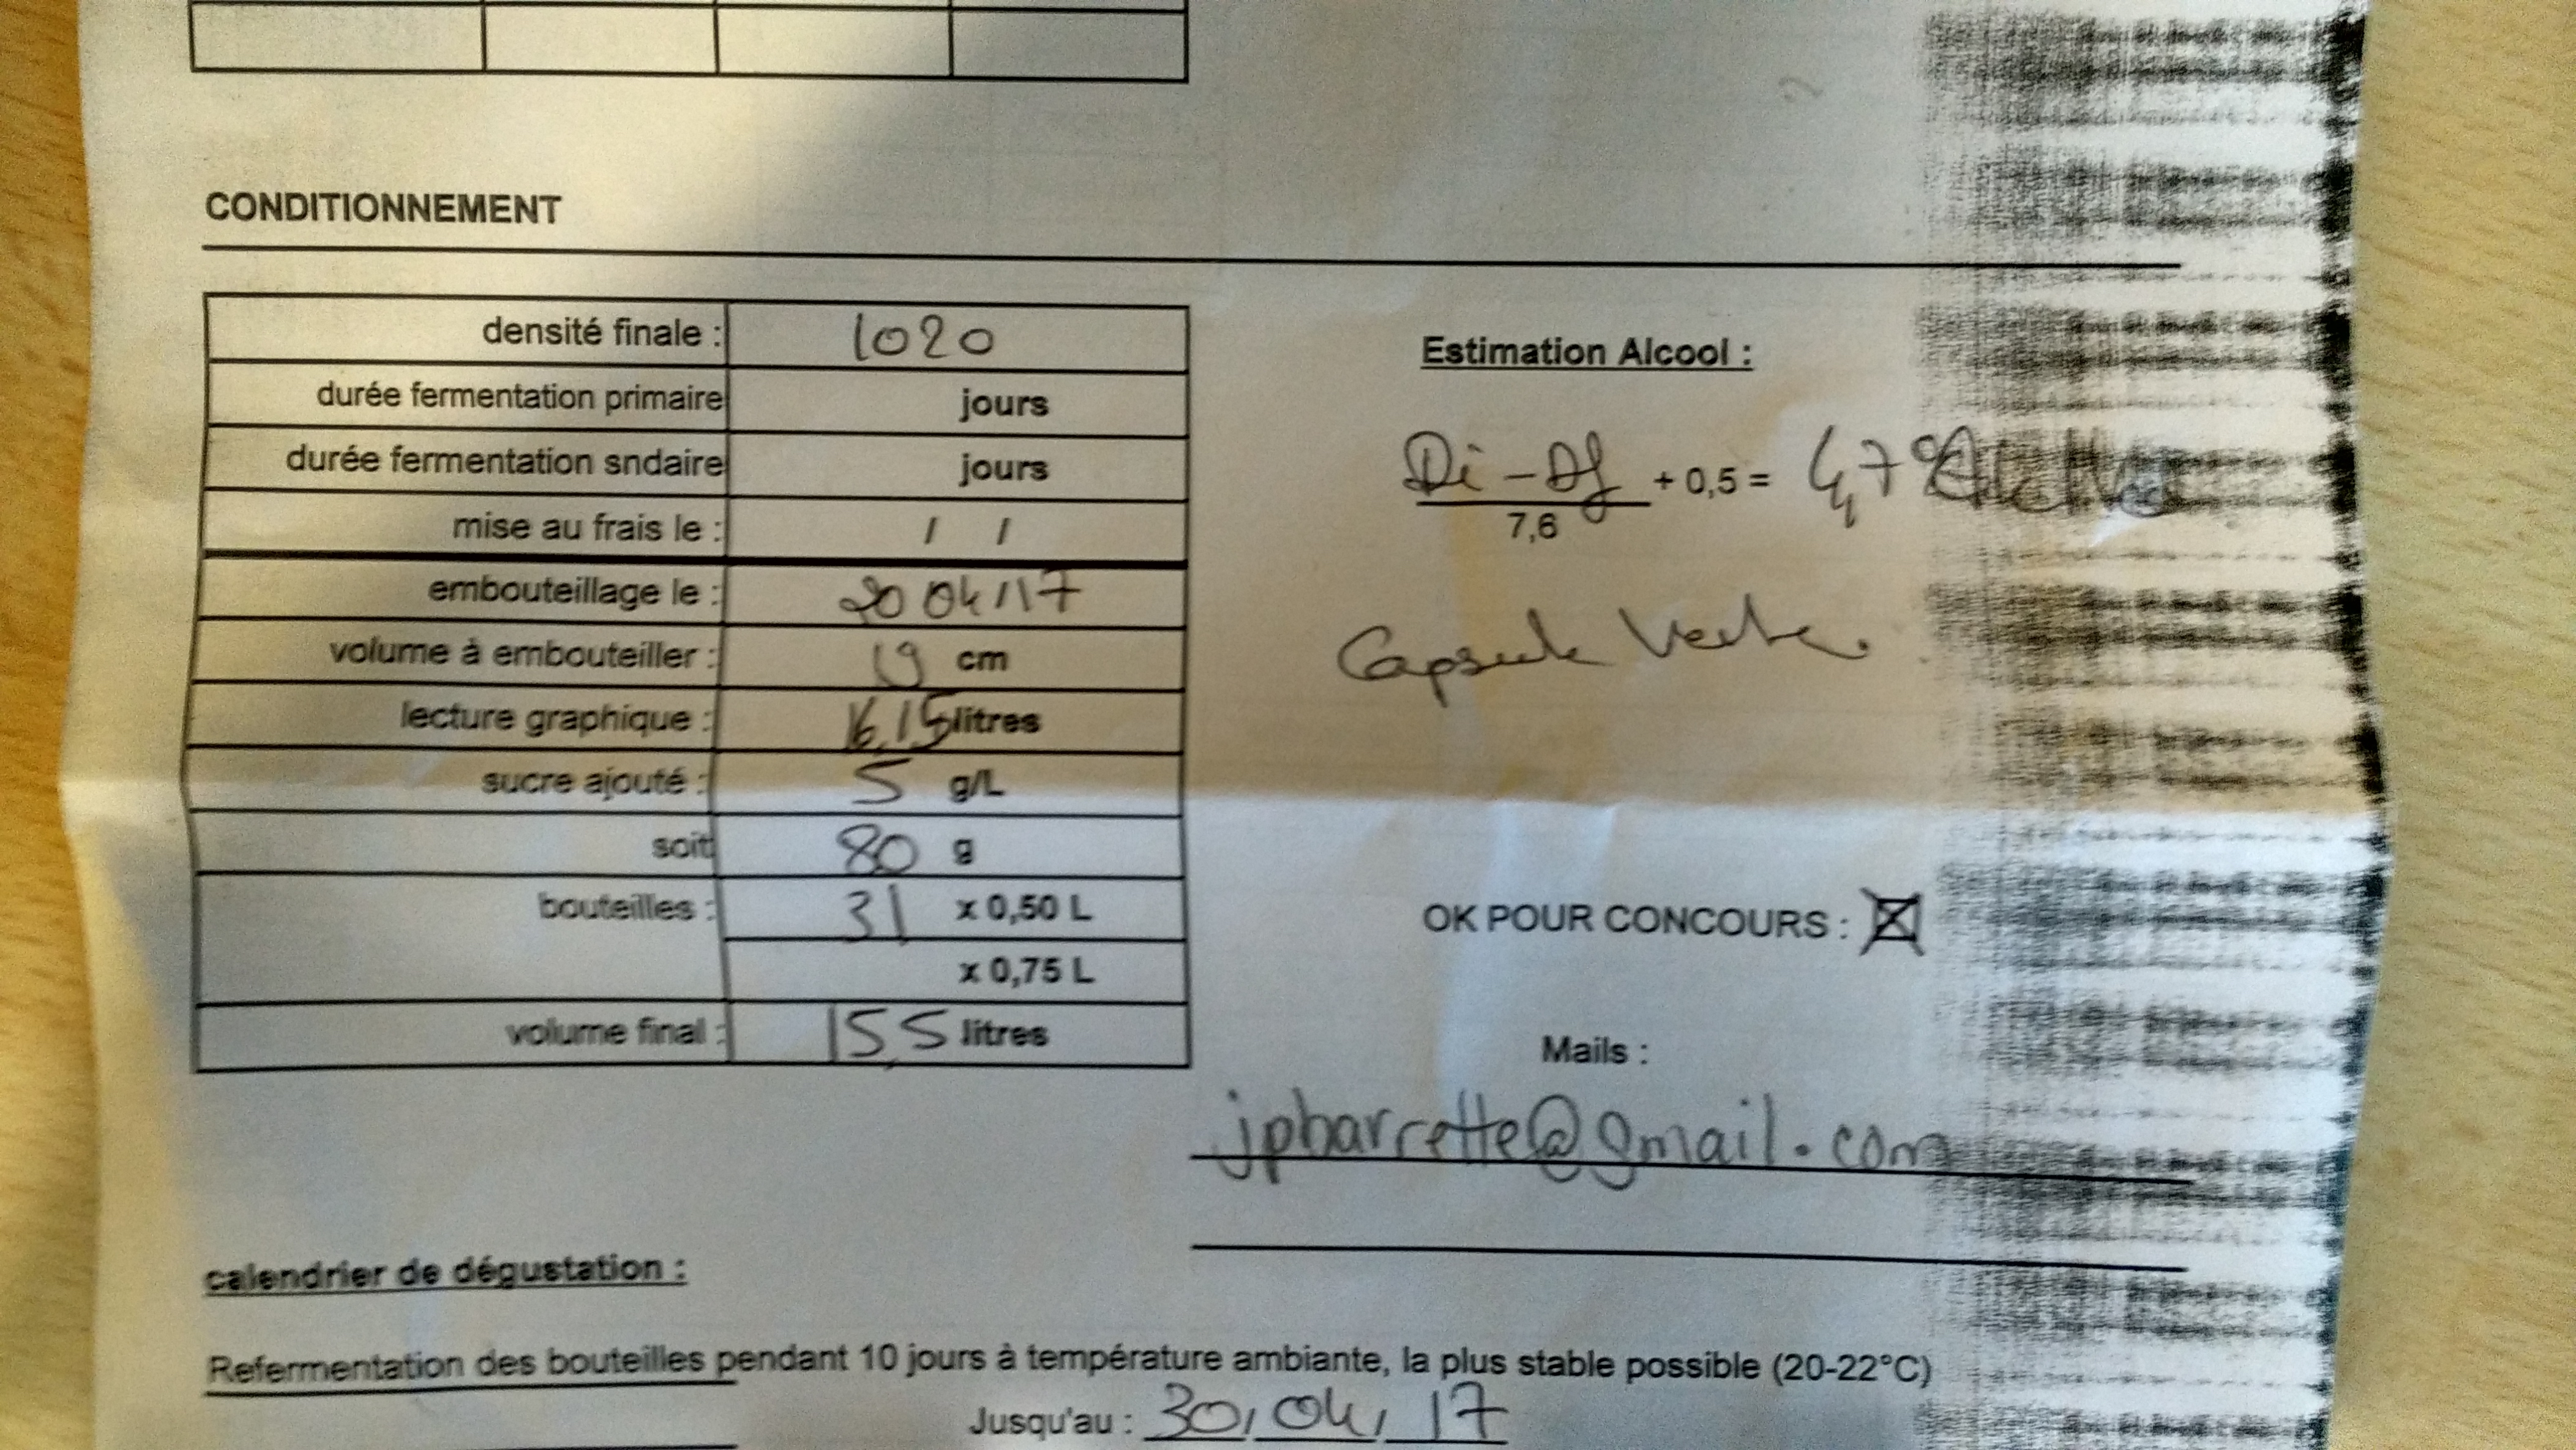 CONDITIONNEMENT
densité finale : 1020
durée fermentation primaire jours
durée fermentation sndaire jours
mise au frais le : / /
embouteillage le : 20 04/17
volume à embouteiller : 19 cm
lecture graphique : 16,15 litres
sucre ajouté : 5 g/L
soit 80 g
bouteilles : 31 x 0,50 L
x 0,75 L
volume final : 15,5 litres
Estimation Alcool :
Di - Df
+ 0,5 = 4,7%
7,6
Capsule Verte.
OK POUR CONCOURS :
Mails :
jpbarrette@gmail.com
calendrier de dégustation :
Refermentation des bouteilles pendant 10 jours à température ambiante, la plus stable possible (20-22°C)
Jusqu'au : 30/04/17